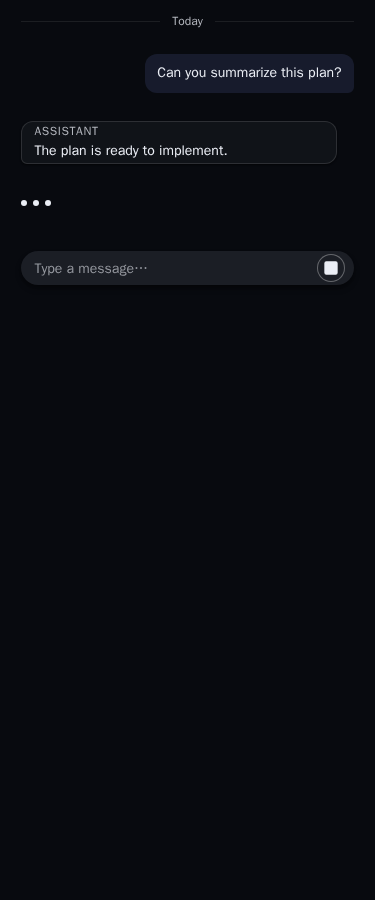 Today
Can you summarize this plan?
ASSISTANT
The plan is ready to implement.
Type a message…